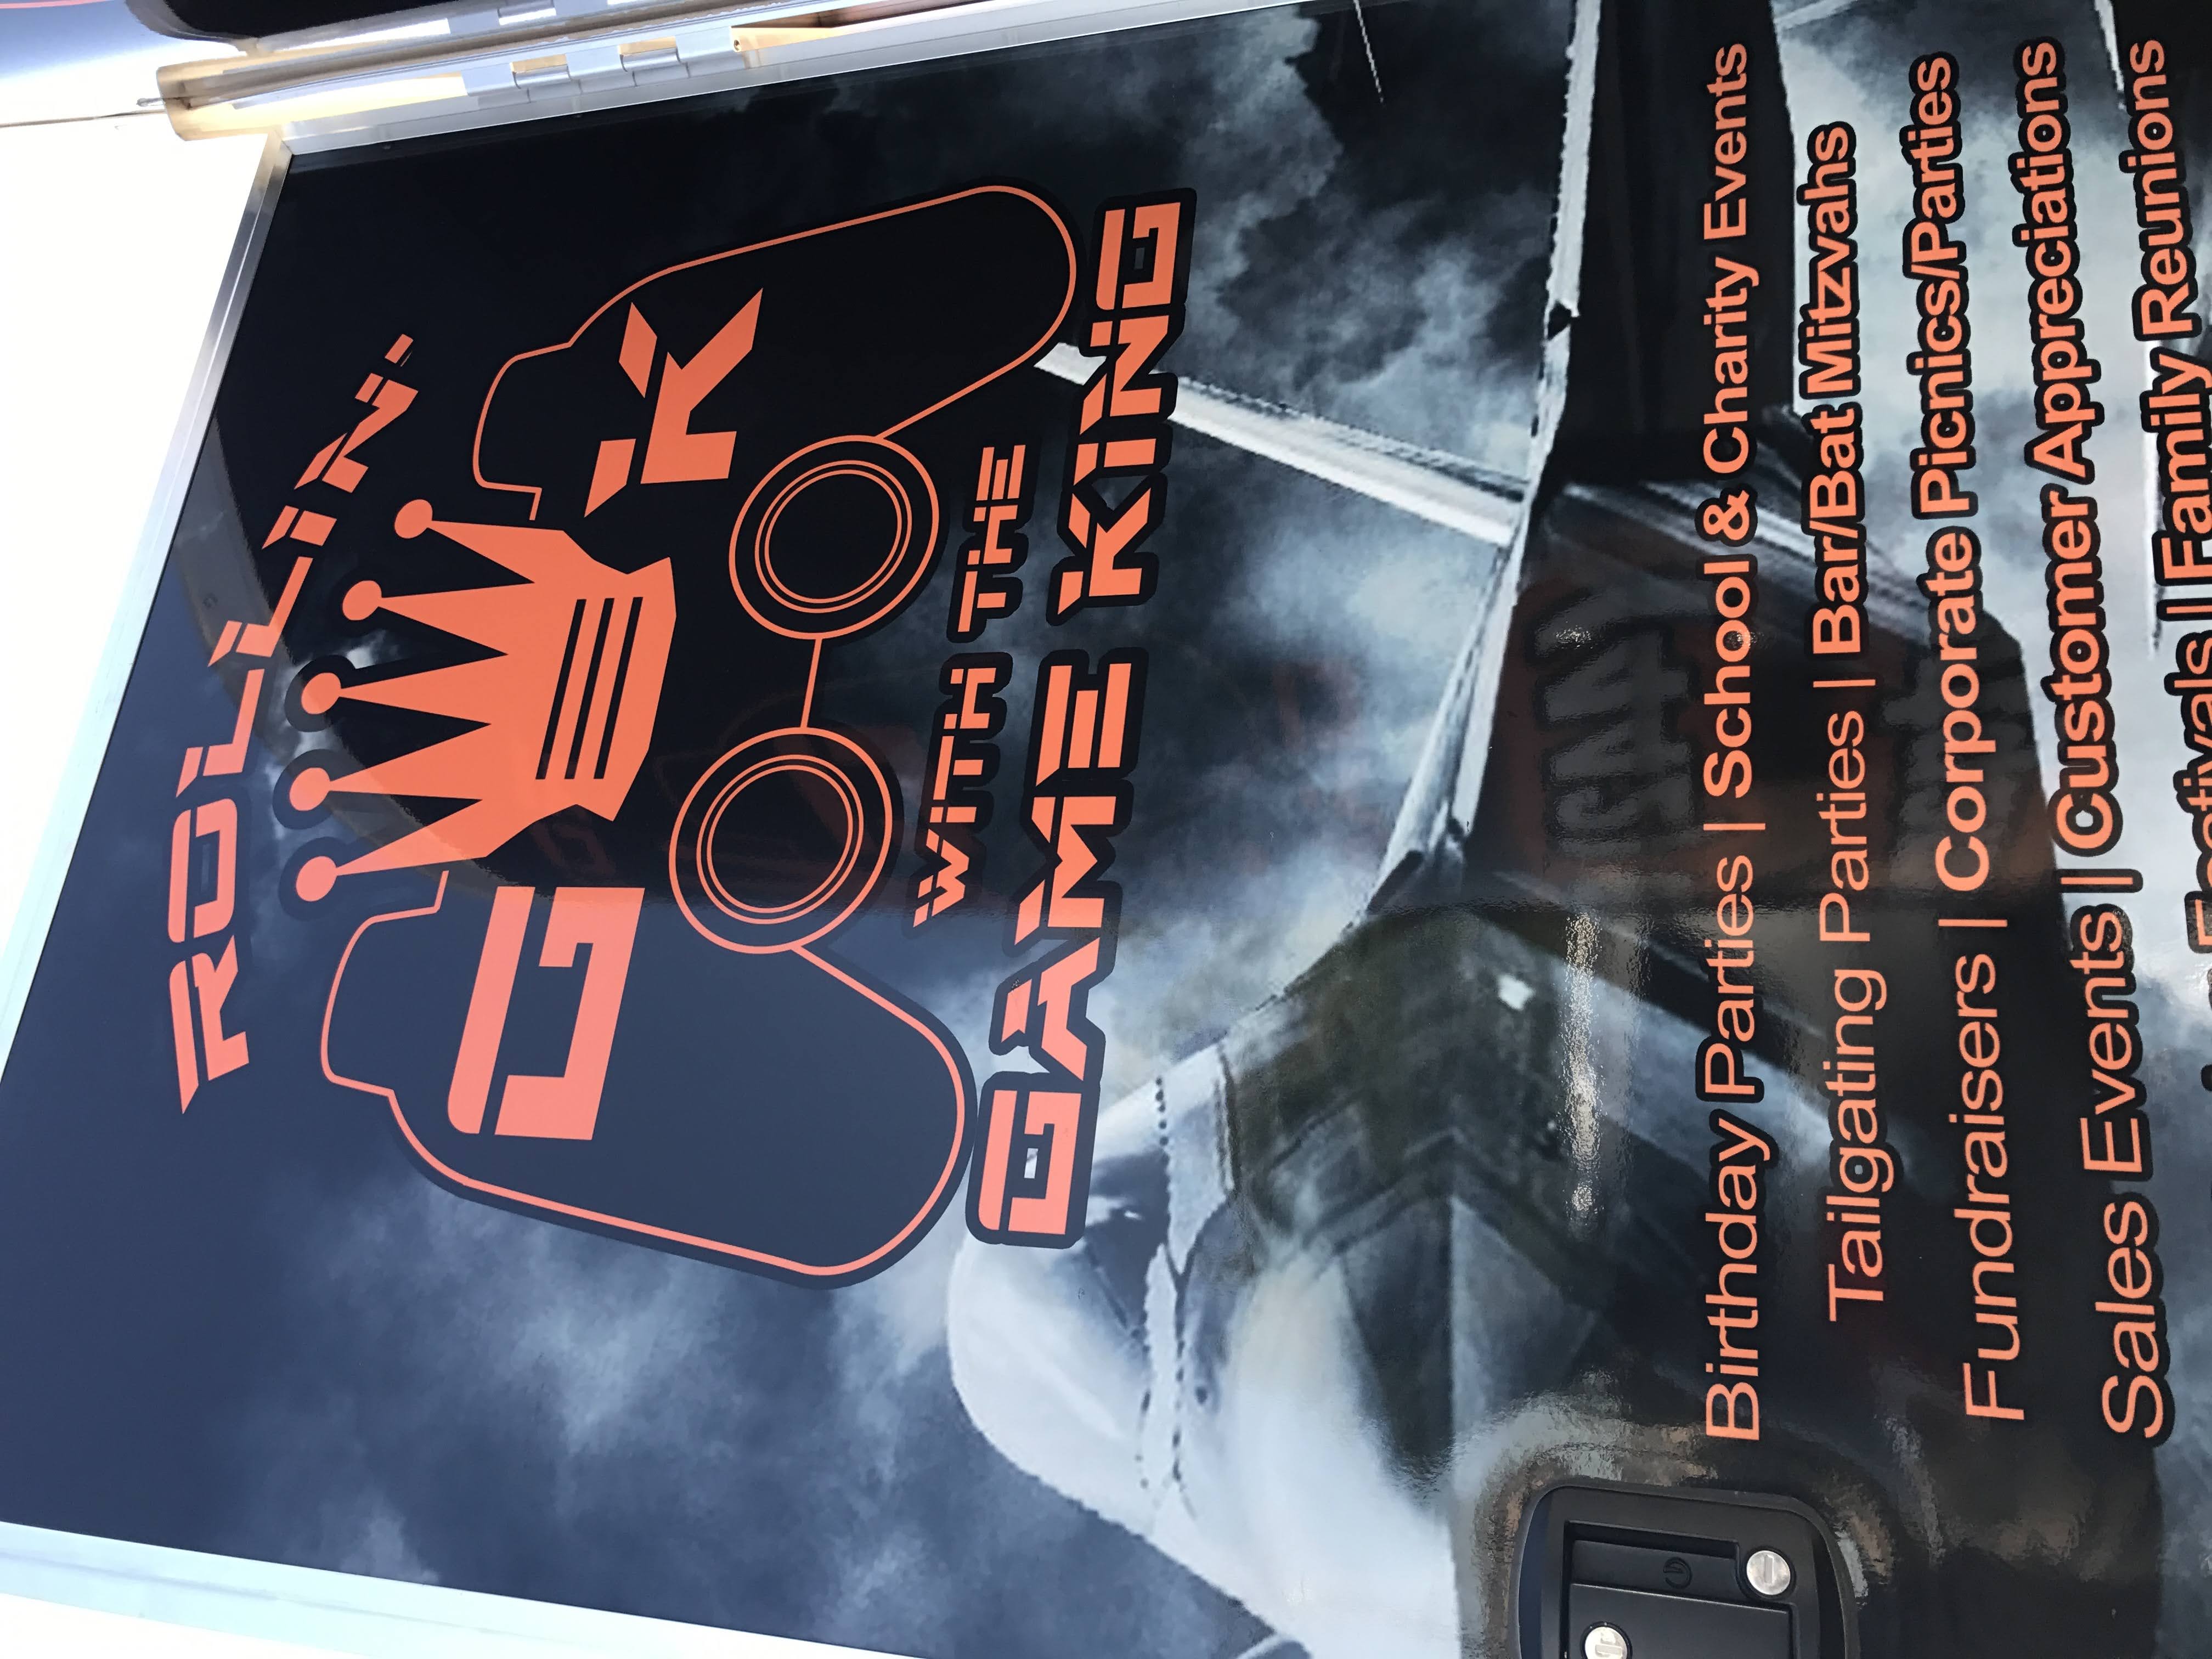 ROLLIN'
G K
WITH THE
GAME KING
Birthday Parties | School & Charity Events
Tailgating Parties | Bar/Bat Mitzvahs
Fundraisers | Corporate Picnics/Parties
Sales Events | Customer Appreciations
Festivals | Family Reunions